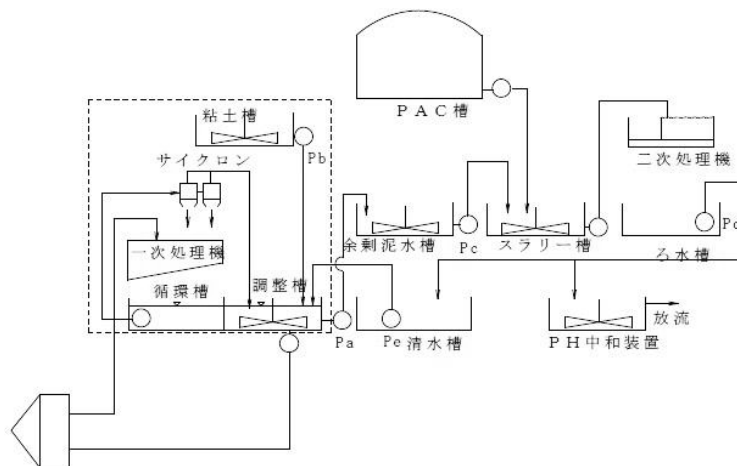 PAC槽
粘土槽
Pb
サイクロン
二次処理機
一次処理機
余剰泥水槽
Pc
スラリー槽
Pd
ろ水槽
循環槽
調整槽
Pa
Pe
清水槽
PH中和装置
放流